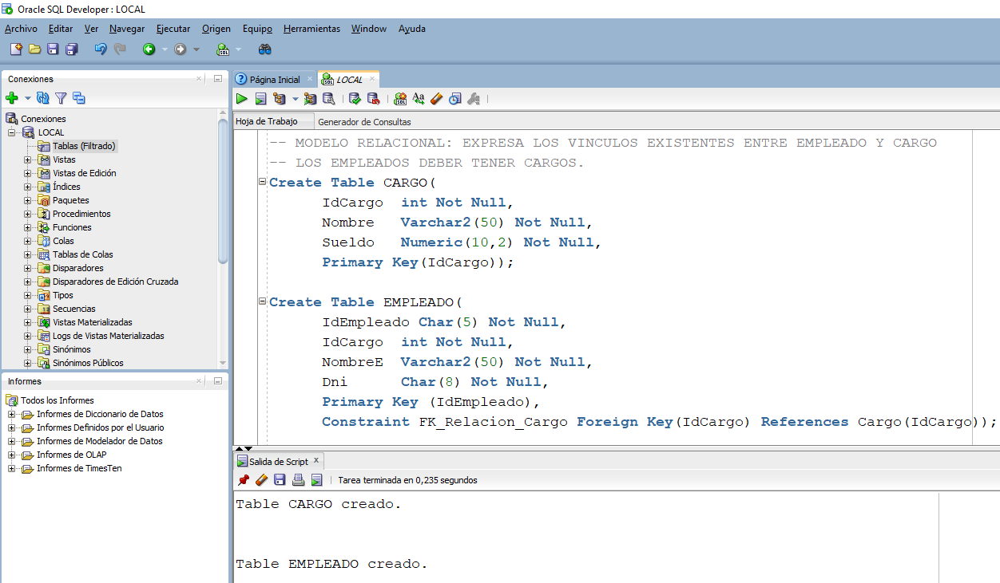 Oracle SQL Developer : LOCAL
Archivo Editar Ver Navegar Ejecutar Origen Equipo Herramientas Window Ayuda
Conexiones
Conexiones
LOCAL
Tablas (Filtrado)
Vistas
Vistas de Edición
Índices
Paquetes
Procedimientos
Funciones
Colas
Tablas de Colas
Disparadores
Disparadores de Edición Cruzada
Tipos
Secuencias
Vistas Materializadas
Logs de Vistas Materializadas
Sinónimos
Sinónimos Públicos
Informes
Todos los Informes
Informes de Diccionario de Datos
Informes Definidos por el Usuario
Informes de Modelador de Datos
Informes de OLAP
Informes de TimesTen
Página Inicial LOCAL
Hoja de Trabajo Generador de Consultas
-- MODELO RELACIONAL: EXPRESA LOS VINCULOS EXISTENTES ENTRE EMPLEADO Y CARGO
-- LOS EMPLEADOS DEBER TENER CARGOS.
Create Table CARGO(
IdCargo int Not Null,
Nombre Varchar2(50) Not Null,
Sueldo Numeric(10,2) Not Null,
Primary Key(IdCargo));
Create Table EMPLEADO(
IdEmpleado Char(5) Not Null,
IdCargo int Not Null,
NombreE Varchar2(50) Not Null,
Dni Char(8) Not Null,
Primary Key (IdEmpleado),
Constraint FK_Relacion_Cargo Foreign Key(IdCargo) References Cargo(IdCargo));
Salida de Script
Tarea terminada en 0,235 segundos
Table CARGO creado.
Table EMPLEADO creado.